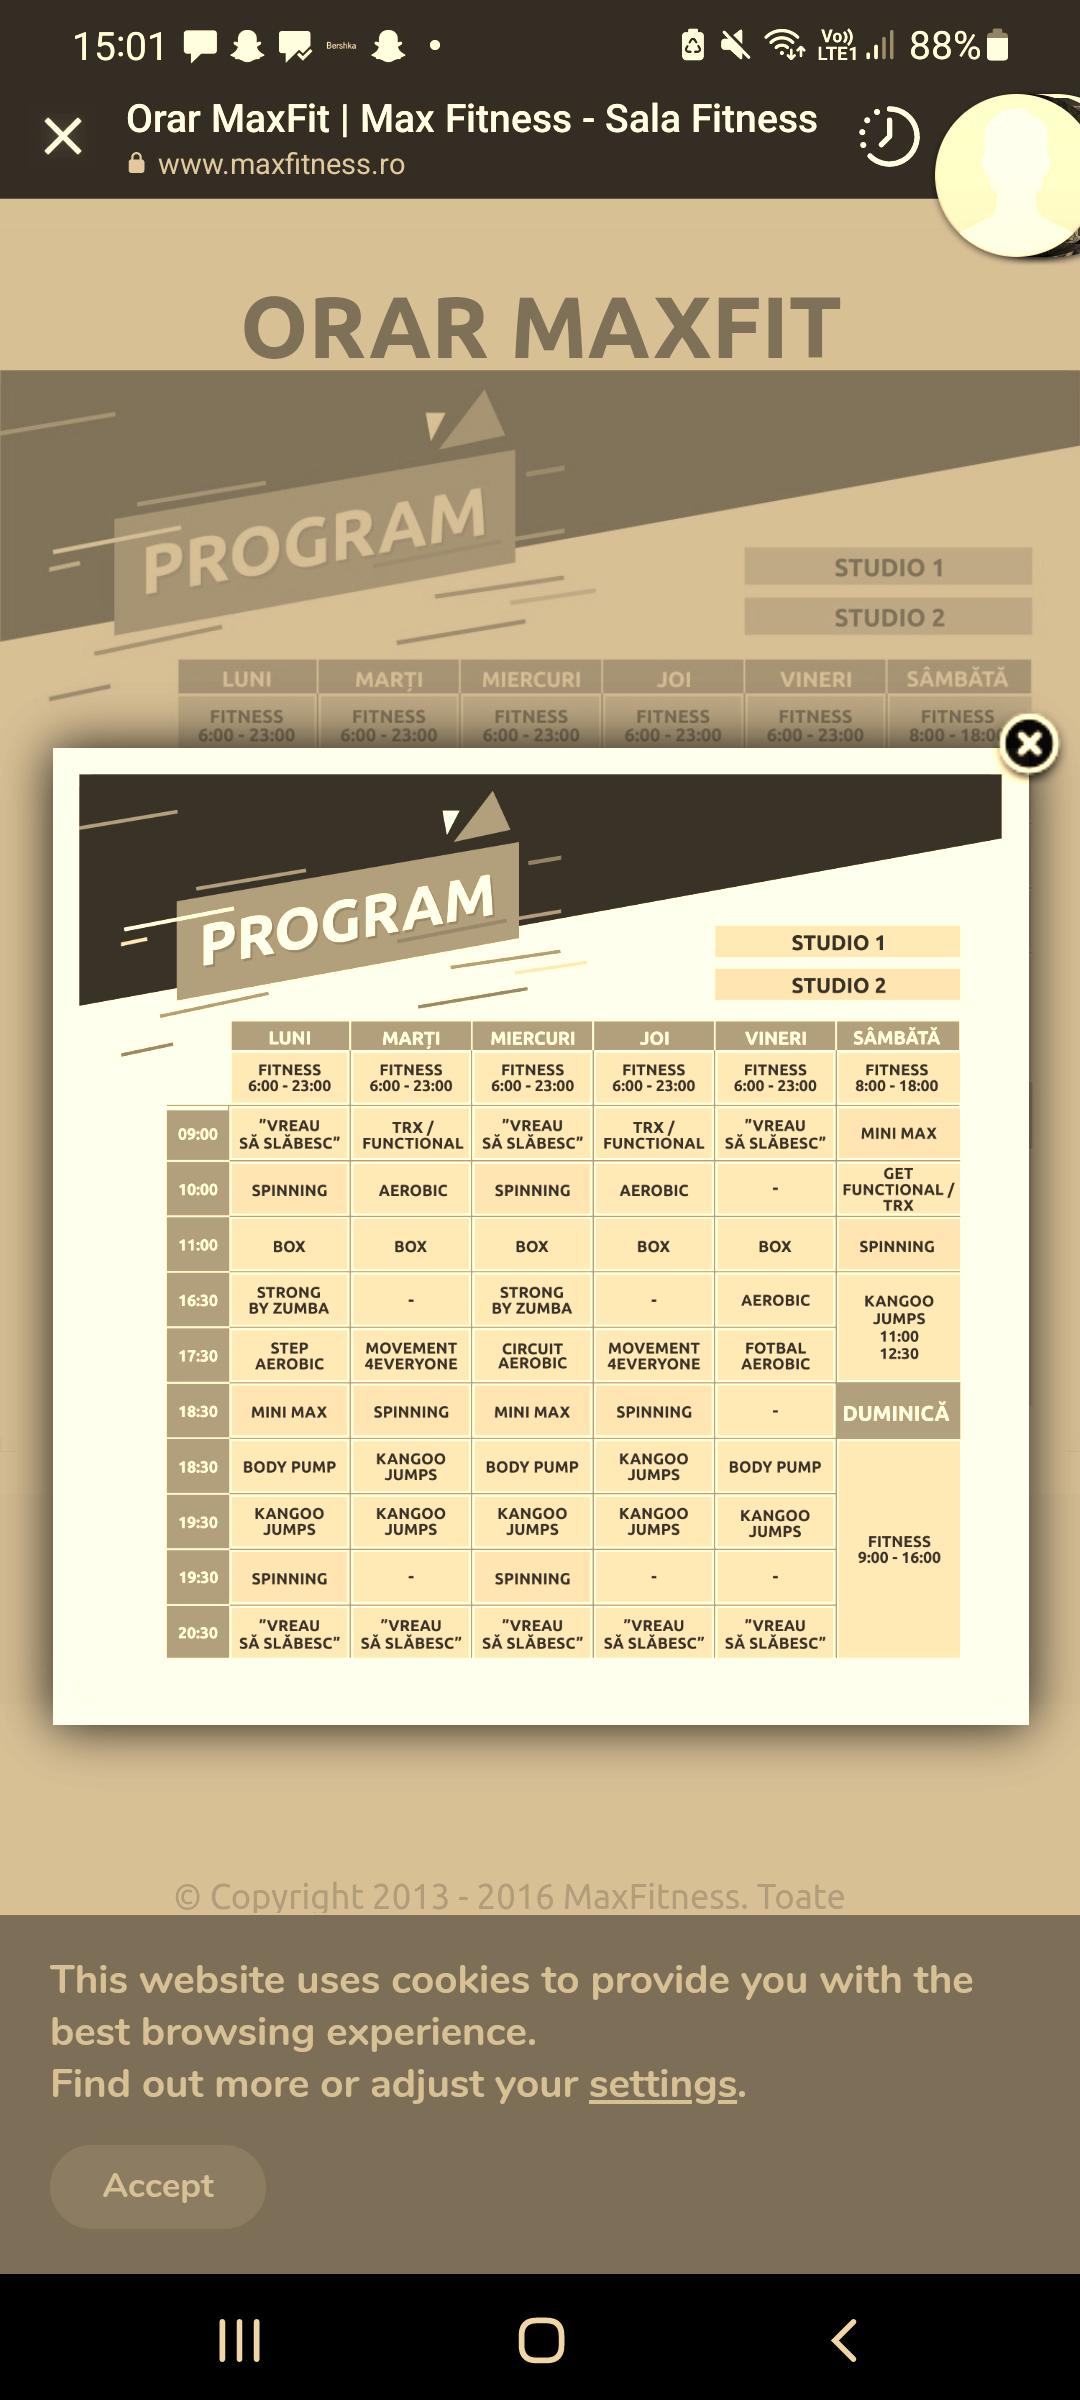 15:01
Bershka
Vo))
LTE1
88%
Orar MaxFit | Max Fitness - Sala Fitness
www.maxfitness.ro
ORAR MAXFIT
PROGRAM
STUDIO 1
STUDIO 2
LUNI MARȚI MIERCURI JOI VINERI SÂMBĂTĂ
FITNESS FITNESS FITNESS FITNESS FITNESS FITNESS
6:00 - 23:00 6:00 - 23:00 6:00 - 23:00 6:00 - 23:00 6:00 - 23:00 8:00 - 18:00
PROGRAM
STUDIO 1
STUDIO 2
LUNI MARȚI MIERCURI JOI VINERI SÂMBĂTĂ
FITNESS FITNESS FITNESS FITNESS FITNESS FITNESS
6:00 - 23:00 6:00 - 23:00 6:00 - 23:00 6:00 - 23:00 6:00 - 23:00 8:00 - 18:00
09:00 ”VREAU SĂ SLĂBESC” TRX / FUNCTIONAL ”VREAU SĂ SLĂBESC” TRX / FUNCTIONAL ”VREAU SĂ SLĂBESC” MINI MAX
10:00 SPINNING AEROBIC SPINNING AEROBIC - GET FUNCTIONAL / TRX
11:00 BOX BOX BOX BOX BOX SPINNING
16:30 STRONG BY ZUMBA - STRONG BY ZUMBA - AEROBIC KANGOO JUMPS 11:00 12:30
17:30 STEP AEROBIC MOVEMENT 4EVERYONE CIRCUIT AEROBIC MOVEMENT 4EVERYONE FOTBAL AEROBIC
18:30 MINI MAX SPINNING MINI MAX SPINNING - DUMINICĂ
18:30 BODY PUMP KANGOO JUMPS BODY PUMP KANGOO JUMPS BODY PUMP
19:30 KANGOO JUMPS KANGOO JUMPS KANGOO JUMPS KANGOO JUMPS KANGOO JUMPS FITNESS 9:00 - 16:00
19:30 SPINNING - SPINNING - -
20:30 ”VREAU SĂ SLĂBESC” ”VREAU SĂ SLĂBESC” ”VREAU SĂ SLĂBESC” ”VREAU SĂ SLĂBESC” ”VREAU SĂ SLĂBESC”
© Copyright 2013 - 2016 MaxFitness. Toate
This website uses cookies to provide you with the
best browsing experience.
Find out more or adjust your settings.
Accept